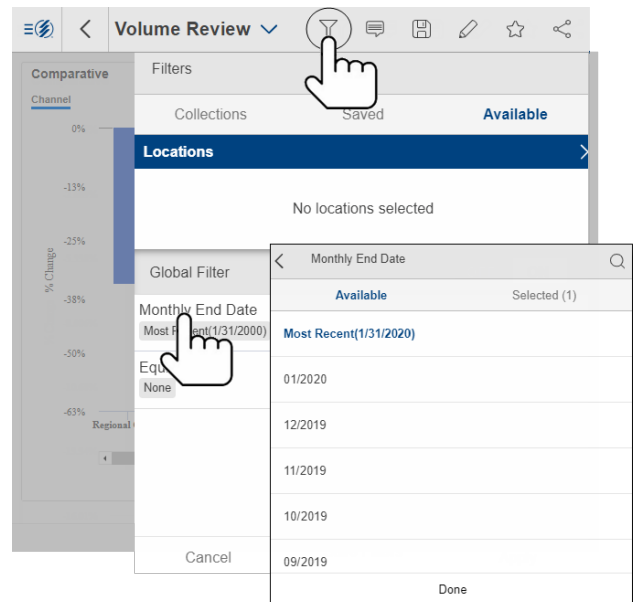 Volume Review
Filters
Comparative
Channel
Collections
Saved
Available
Locations
No locations selected
0%
-13%
-25%
-38%
-50%
-63%
% Change
Regional
Global Filter
Monthly End Date
Most Recent(1/31/2000)
Equ
None
Cancel
Monthly End Date
Available
Selected (1)
Most Recent(1/31/2020)
01/2020
12/2019
11/2019
10/2019
09/2019
Done